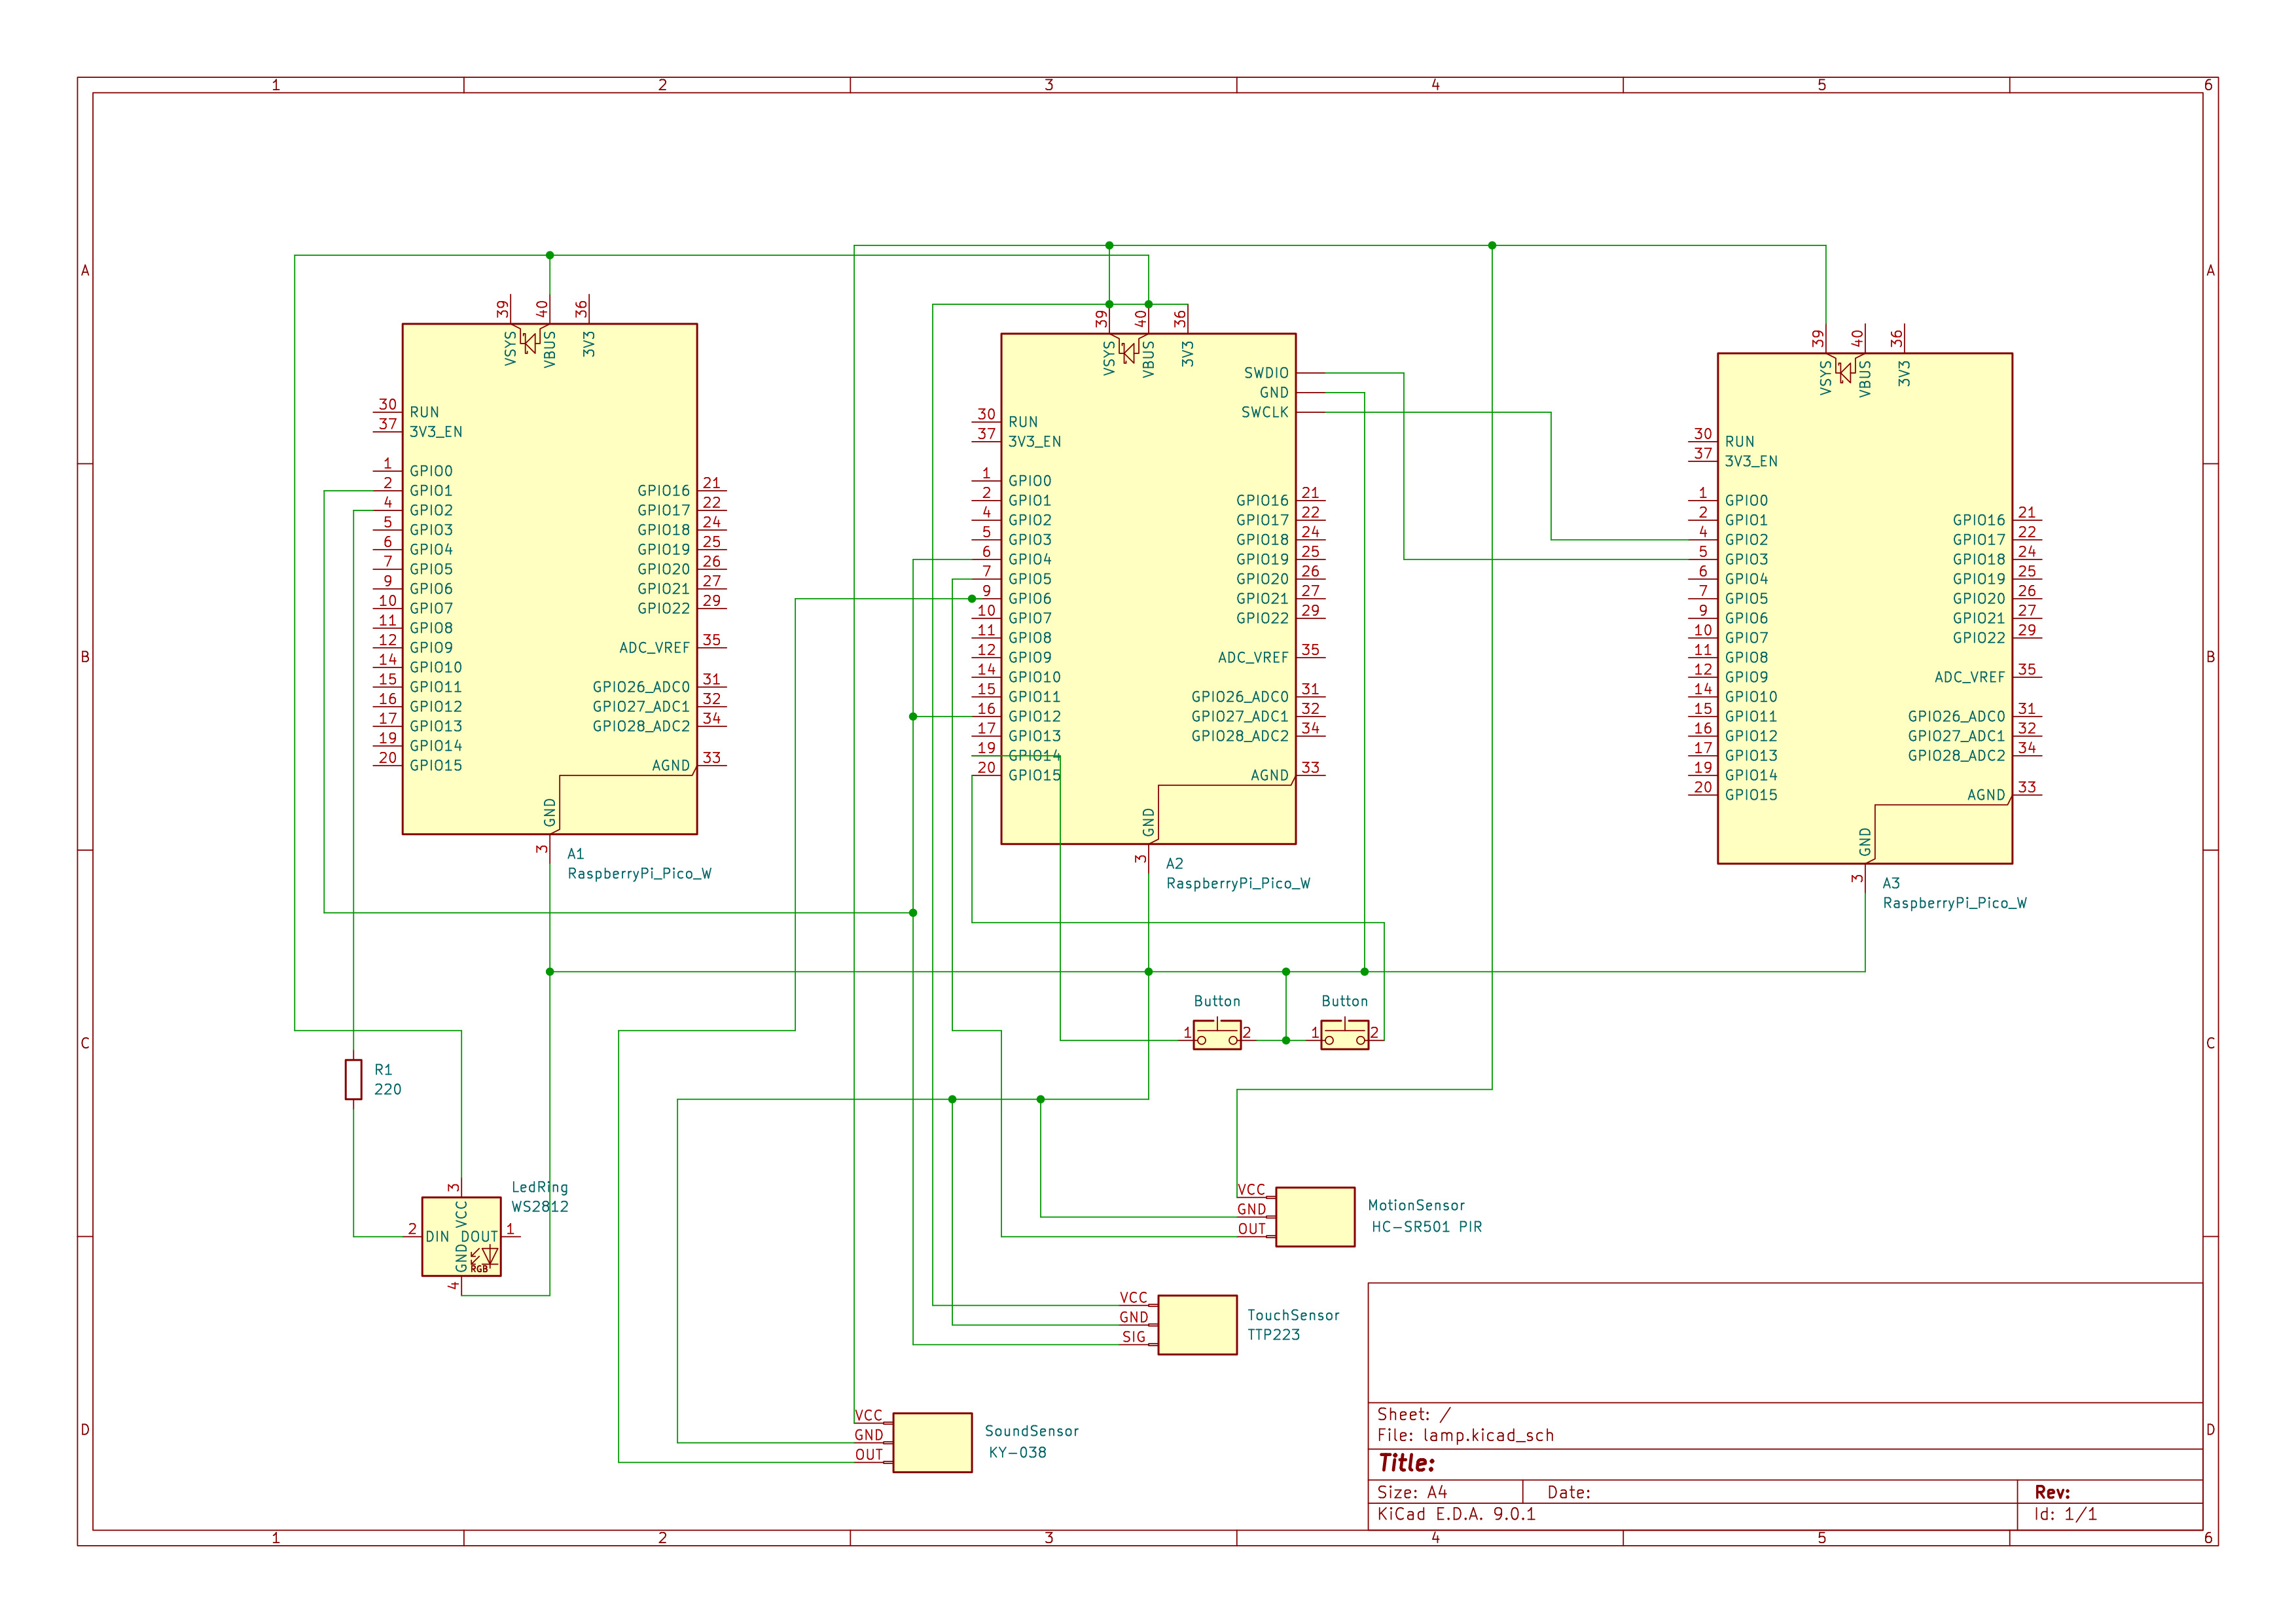 1 2 3 4 5 6
A A
B B
C C
D D
39 40 36
VSYS VBUS 3V3
30 RUN
37 3V3_EN
1 GPIO0
2 GPIO1 GPIO16 21
4 GPIO2 GPIO17 22
5 GPIO3 GPIO18 24
6 GPIO4 GPIO19 25
7 GPIO5 GPIO20 26
9 GPIO6 GPIO21 27
10 GPIO7 GPIO22 29
11 GPIO8
12 GPIO9 ADC_VREF 35
14 GPIO10
15 GPIO11 GPIO26_ADC0 31
16 GPIO12 GPIO27_ADC1 32
17 GPIO13 GPIO28_ADC2 34
19 GPIO14
20 GPIO15 AGND 33
GND
3
A1
RaspberryPi_Pico_W
39 40 36
VSYS VBUS 3V3
SWDIO
GND
SWCLK
30 RUN
37 3V3_EN
1 GPIO0
2 GPIO1 GPIO16 21
4 GPIO2 GPIO17 22
5 GPIO3 GPIO18 24
6 GPIO4 GPIO19 25
7 GPIO5 GPIO20 26
9 GPIO6 GPIO21 27
10 GPIO7 GPIO22 29
11 GPIO8
12 GPIO9 ADC_VREF 35
14 GPIO10
15 GPIO11 GPIO26_ADC0 31
16 GPIO12 GPIO27_ADC1 32
17 GPIO13 GPIO28_ADC2 34
19 GPIO14
20 GPIO15 AGND 33
GND
3
A2
RaspberryPi_Pico_W
39 40 36
VSYS VBUS 3V3
30 RUN
37 3V3_EN
1 GPIO0
2 GPIO1 GPIO16 21
4 GPIO2 GPIO17 22
5 GPIO3 GPIO18 24
6 GPIO4 GPIO19 25
7 GPIO5 GPIO20 26
9 GPIO6 GPIO21 27
10 GPIO7 GPIO22 29
11 GPIO8
12 GPIO9 ADC_VREF 35
14 GPIO10
15 GPIO11 GPIO26_ADC0 31
16 GPIO12 GPIO27_ADC1 32
17 GPIO13 GPIO28_ADC2 34
19 GPIO14
20 GPIO15 AGND 33
GND
3
A3
RaspberryPi_Pico_W
Button Button
1 2 1 2
R1
220
LedRing
WS2812
3
VCC
2 DIN DOUT 1
GND
RGB
4
VCC
GND
OUT
MotionSensor
HC-SR501 PIR
VCC
GND
SIG
TouchSensor
TTP223
VCC
GND
OUT
SoundSensor
KY-038
Sheet: /
File: lamp.kicad_sch
Title:
Size: A4 Date: Rev:
KiCad E.D.A. 9.0.1 Id: 1/1
1 2 3 4 5 6